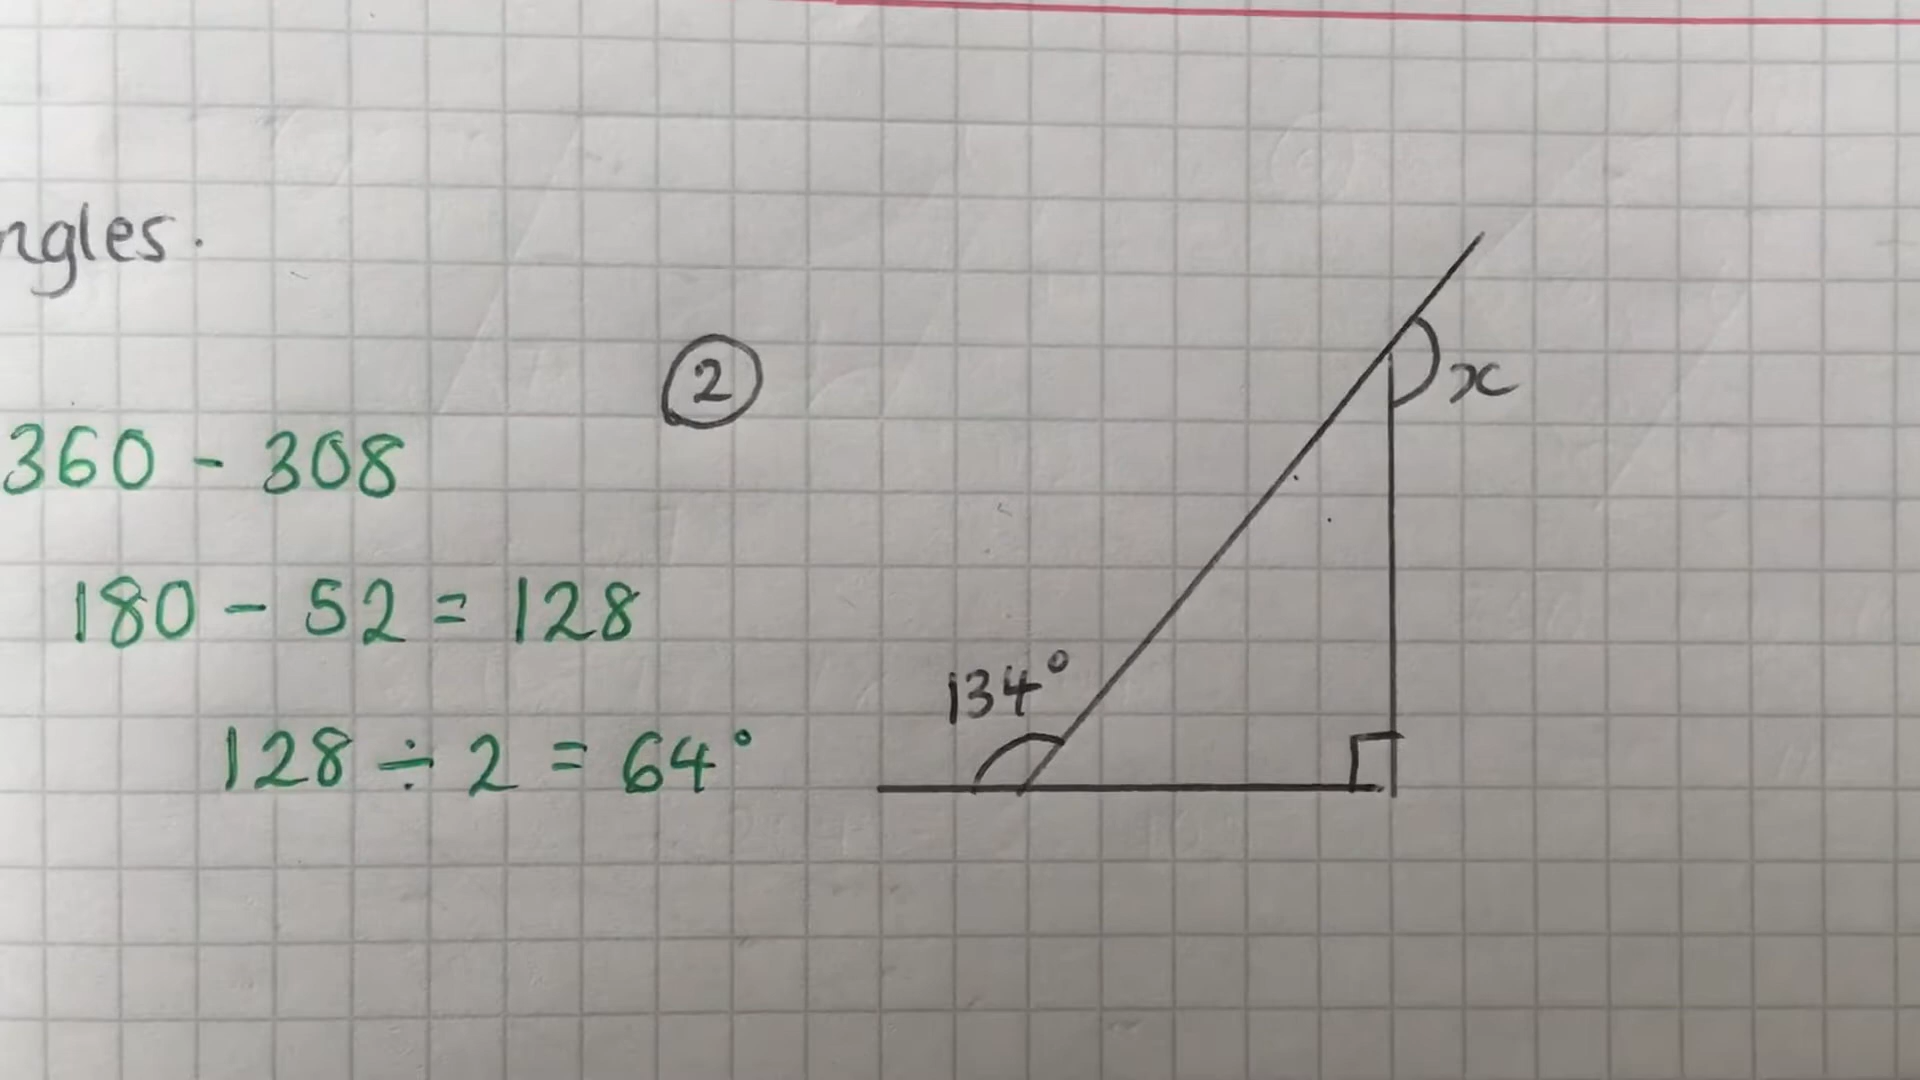 ngles.
360 - 308
180 - 52 = 128
128 ÷ 2 = 64°
2
x
134°